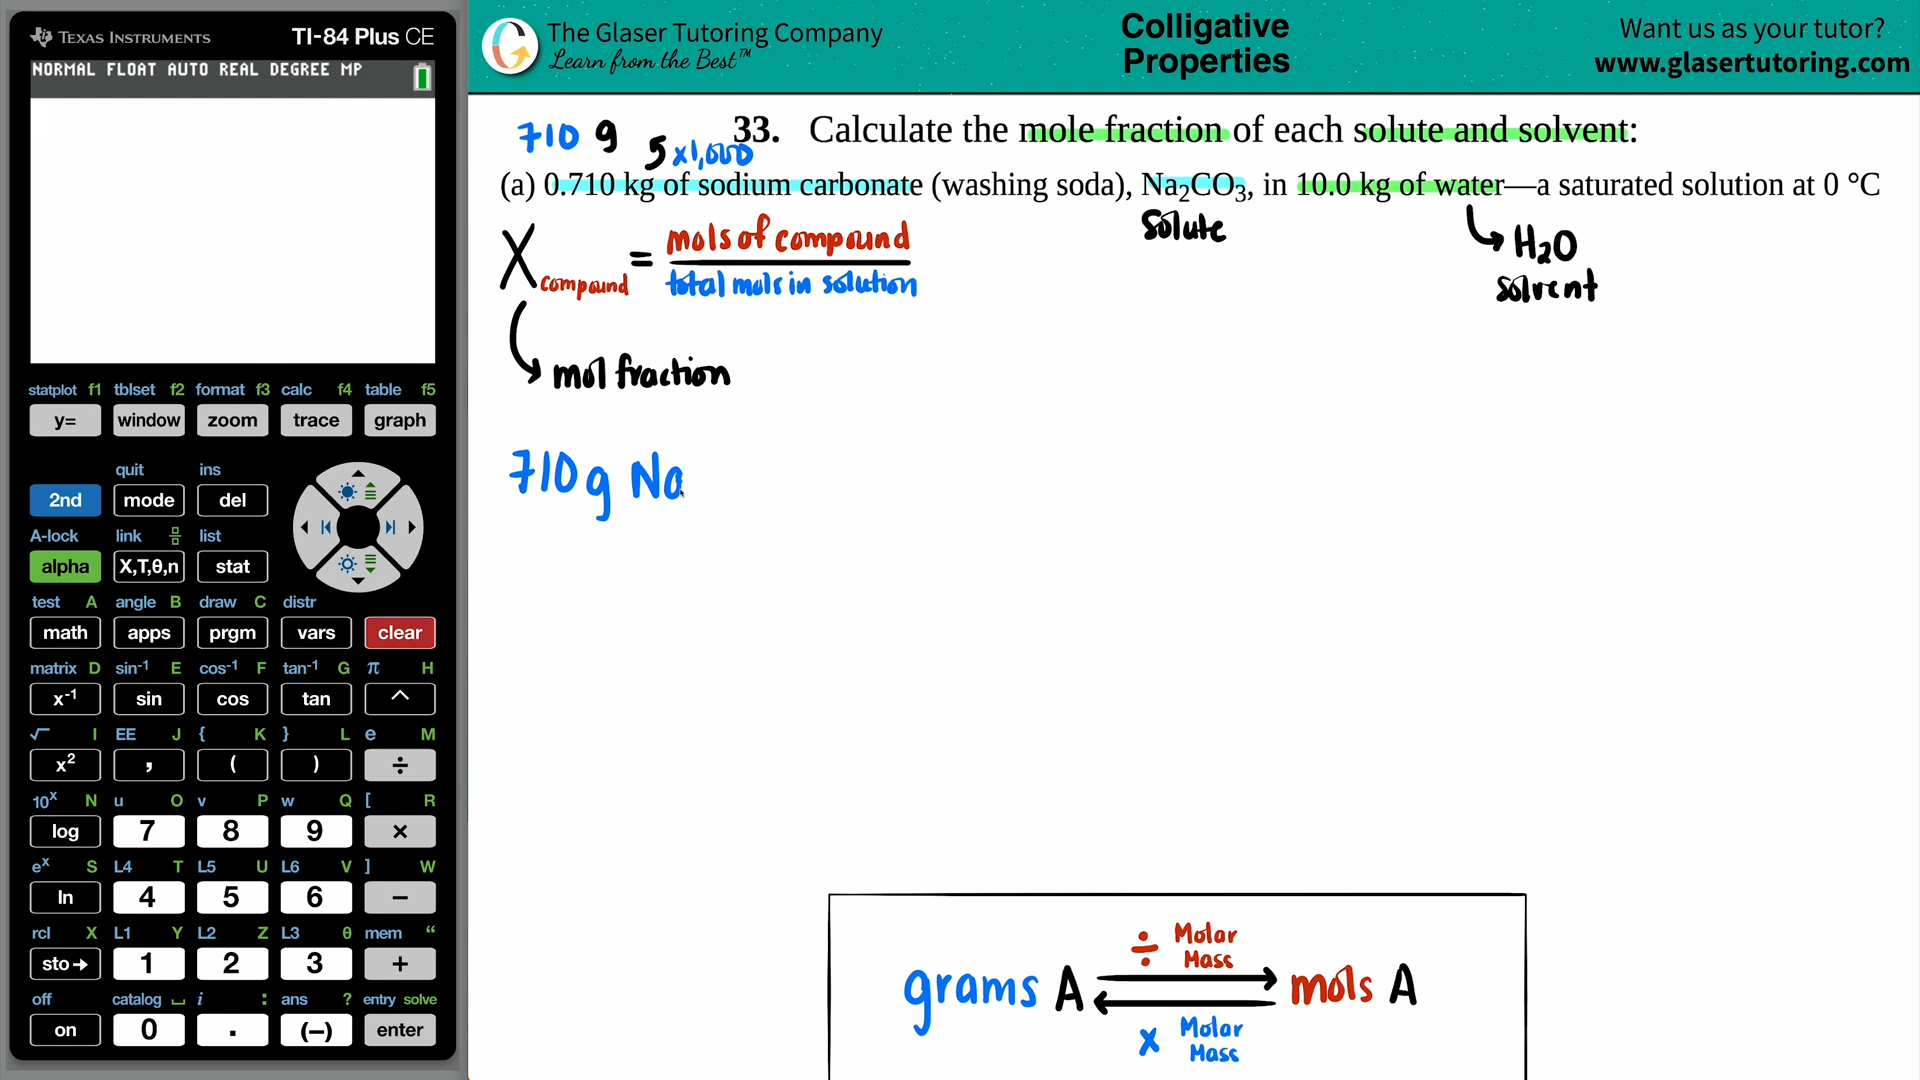 TEXAS INSTRUMENTS TI-84 Plus CE
NORMAL FLOAT AUTO REAL DEGREE MP
statplot f1 tblset f2 format f3 calc f4 table f5
y= window zoom trace graph
quit ins
2nd mode del
A-lock link list
alpha X,T,θ,n stat
test A angle B draw C distr
math apps prgm vars clear
matrix D sin⁻¹ E cos⁻¹ F tan⁻¹ G π H
x⁻¹ sin cos tan ^
√ I EE J { K } L e M
x² , ( ) ÷
10ˣ N u O v P w Q [ R
log 7 8 9 ×
eˣ S L4 T L5 U L6 V ] W
ln 4 5 6 −
rcl X L1 Y L2 Z L3 θ mem “
sto→ 1 2 3 +
off catalog ⎵ i : ans ? entry solve
on 0 . (−) enter
The Glaser Tutoring Company
Learn from the Best™
Colligative
Properties
Want us as your tutor?
www.glasertutoring.com
710 g
5 x1,000
33. Calculate the mole fraction of each solute and solvent:
(a) 0.710 kg of sodium carbonate (washing soda), Na₂CO₃, in 10.0 kg of water—a saturated solution at 0 °C
solute
H₂O
solvent
X compound = mols of compound
total mols in solution
mol fraction
710 g Na
÷ Molar
Mass
grams A mols A
x Molar
Mass